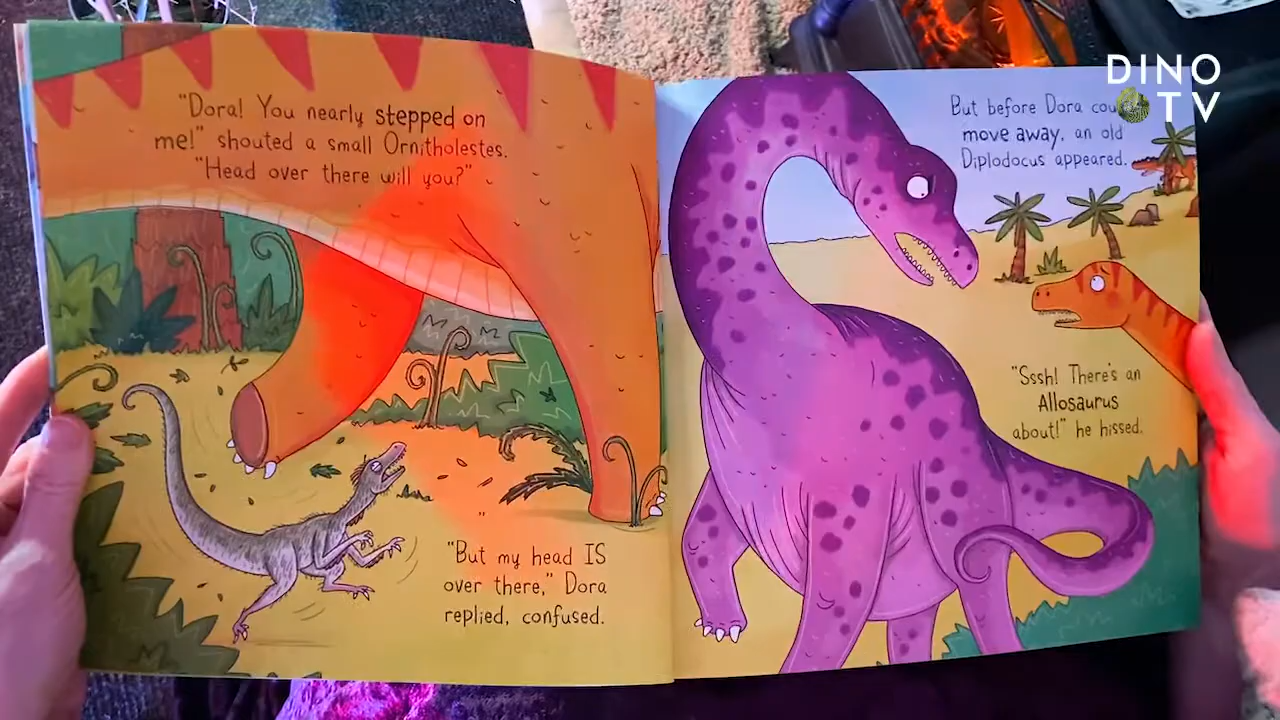 "Dora! You nearly stepped on
me!" shouted a small Ornitholestes.
"Head over there will you?"
"But my head IS
over there," Dora
replied, confused.
DINO
TV
But before Dora
move away, an old
Diplodocus appeared.
"Sssh! There's an
Allosaurus
about!" he hissed.